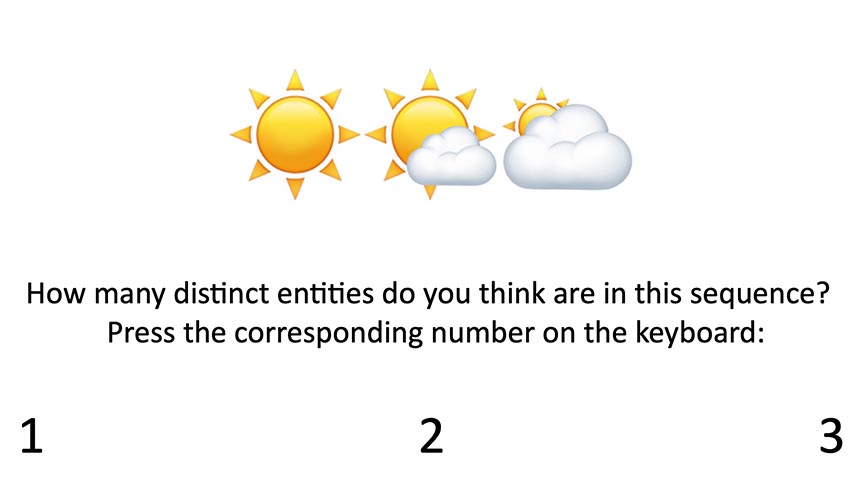 How many distinct entities do you think are in this sequence?
Press the corresponding number on the keyboard:
1 2 3